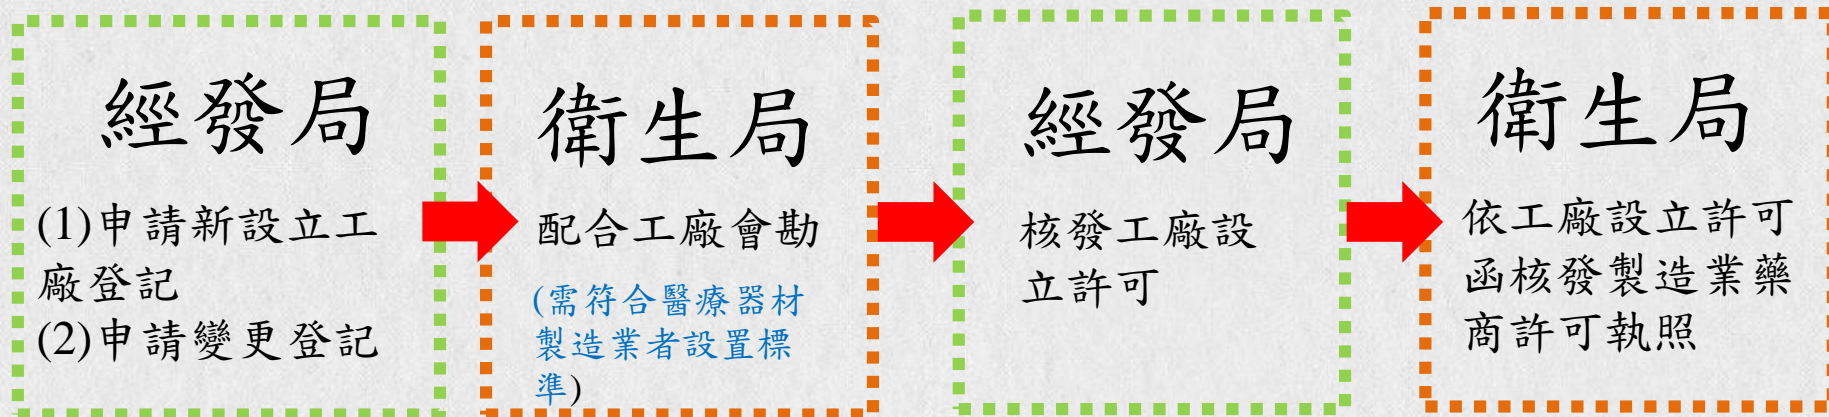 經發局
(1)申請新設立工
廠登記
(2)申請變更登記
衛生局
配合工廠會勘
(需符合醫療器材
製造業者設置標
準)
經發局
核發工廠設
立許可
衛生局
依工廠設立許可
函核發製造業藥
商許可執照